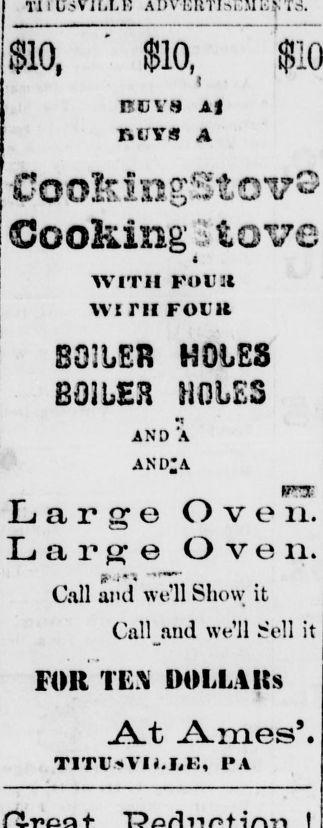 TITUSVILLE ADVERTISEMENTS.
$10, $10, $10
BUYS A
BUYS A
Cooking Stove
Cooking Stove
WITH FOUR
WITH FOUR
BOILER HOLES
BOILER HOLES
AND A
AND A
Large Oven.
Large Oven.
Call and we'll Show it
Call and we'll Sell it
FOR TEN DOLLARs
At Ames'.
TITUSVILLE, PA
Great Reduction!